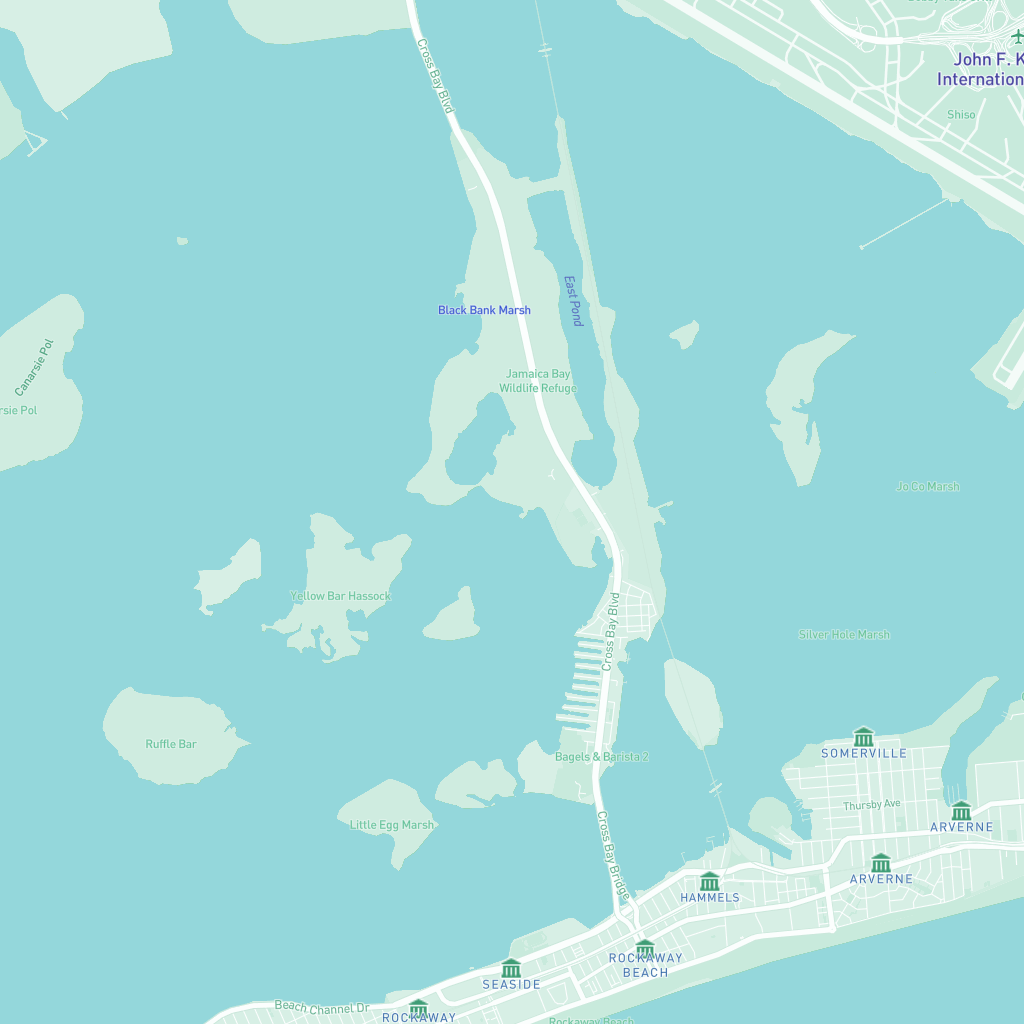 Cross Bay Blvd
John F. K
Internation
Shiso
East Pond
Black Bank Marsh
Canarsie Pol
Jamaica Bay
Wildlife Refuge
rsie Pol
Jo Co Marsh
Yellow Bar Hassock
Cross Bay Blvd
Silver Hole Marsh
Ruffle Bar
SOMERVILLE
Bagels & Barista 2
Thursby Ave
Little Egg Marsh
ARVERNE
Cross Bay Bridge
ARVERNE
HAMMELS
ROCKAWAY
BEACH
SEASIDE
Beach Channel Dr
ROCKAWAY
Rockaway Beach